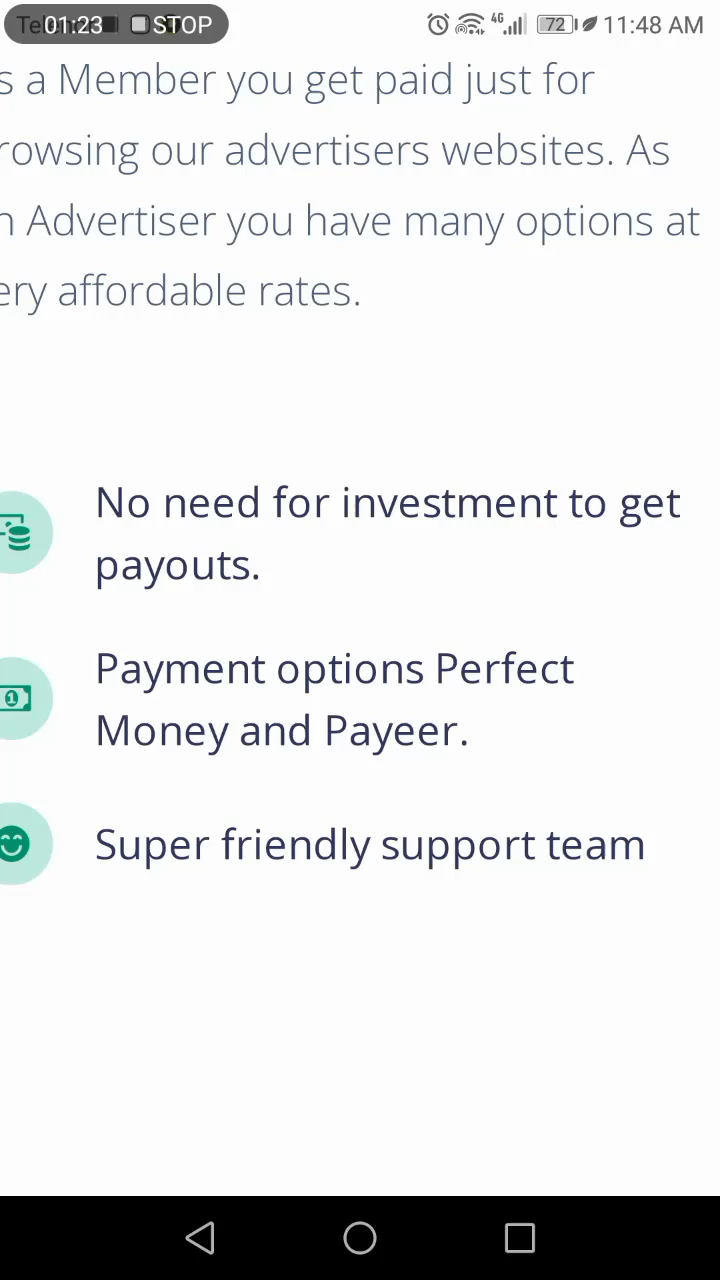 01:23 STOP 4G 72 11:48 AM
s a Member you get paid just for
rowsing our advertisers websites. As
n Advertiser you have many options at
ery affordable rates.
No need for investment to get
payouts.
Payment options Perfect
Money and Payeer.
Super friendly support team